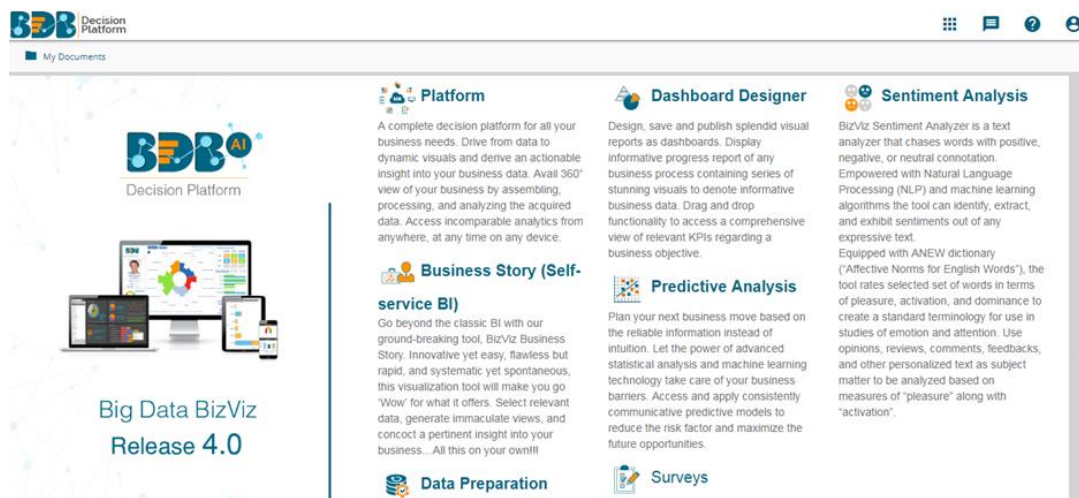 BDB Decision
Platform
My Documents
BDB AI
Decision Platform
Big Data BizViz
Release 4.0
Platform
A complete decision platform for all your
business needs. Drive from data to
dynamic visuals and derive an actionable
insight into your business data. Avail 360°
view of your business by assembling,
processing, and analyzing the acquired
data. Access incomparable analytics from
anywhere, at any time on any device.
Business Story (Self-
service BI)
Go beyond the classic BI with our
ground-breaking tool, BizViz Business
Story. Innovative yet easy, flawless but
rapid, and systematic yet spontaneous,
this visualization tool will make you go
'Wow' for what it offers. Select relevant
data, generate immaculate views, and
concoct a pertinent insight into your
business…All this on your own!!!
Data Preparation
Dashboard Designer
Design, save and publish splendid visual
reports as dashboards. Display
informative progress report of any
business process containing series of
stunning visuals to denote informative
business data. Drag and drop
functionality to access a comprehensive
view of relevant KPIs regarding a
business objective.
Predictive Analysis
Plan your next business move based on
the reliable information instead of
intuition. Let the power of advanced
statistical analysis and machine learning
technology take care of your business
barriers. Access and apply consistently
communicative predictive models to
reduce the risk factor and maximize the
future opportunities.
Surveys
Sentiment Analysis
BizViz Sentiment Analyzer is a text
analyzer that chases words with positive,
negative, or neutral connotation.
Empowered with Natural Language
Processing (NLP) and machine learning
algorithms the tool can identify, extract,
and exhibit sentiments out of any
expressive text.
Equipped with ANEW dictionary
("Affective Norms for English Words"), the
tool rates selected set of words in terms
of pleasure, activation, and dominance to
create a standard terminology for use in
studies of emotion and attention. Use
opinions, reviews, comments, feedbacks,
and other personalized text as subject
matter to be analyzed based on
measures of "pleasure" along with
"activation".